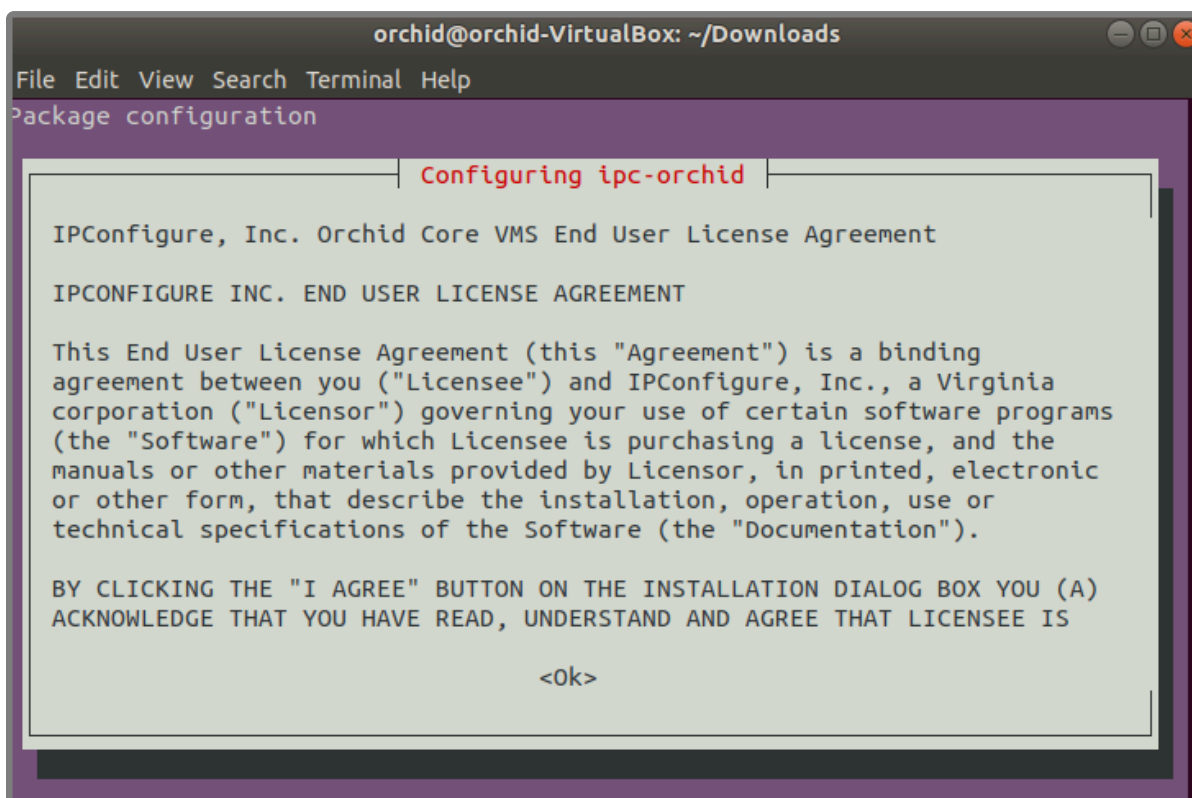 orchid@orchid-VirtualBox: ~/Downloads
File Edit View Search Terminal Help
Package configuration
Configuring ipc-orchid
IPConfigure, Inc. Orchid Core VMS End User License Agreement
IPCONFIGURE INC. END USER LICENSE AGREEMENT
This End User License Agreement (this "Agreement") is a binding
agreement between you ("Licensee") and IPConfigure, Inc., a Virginia
corporation ("Licensor") governing your use of certain software programs
(the "Software") for which Licensee is purchasing a license, and the
manuals or other materials provided by Licensor, in printed, electronic
or other form, that describe the installation, operation, use or
technical specifications of the Software (the "Documentation").
BY CLICKING THE "I AGREE" BUTTON ON THE INSTALLATION DIALOG BOX YOU (A)
ACKNOWLEDGE THAT YOU HAVE READ, UNDERSTAND AND AGREE THAT LICENSEE IS
<Ok>